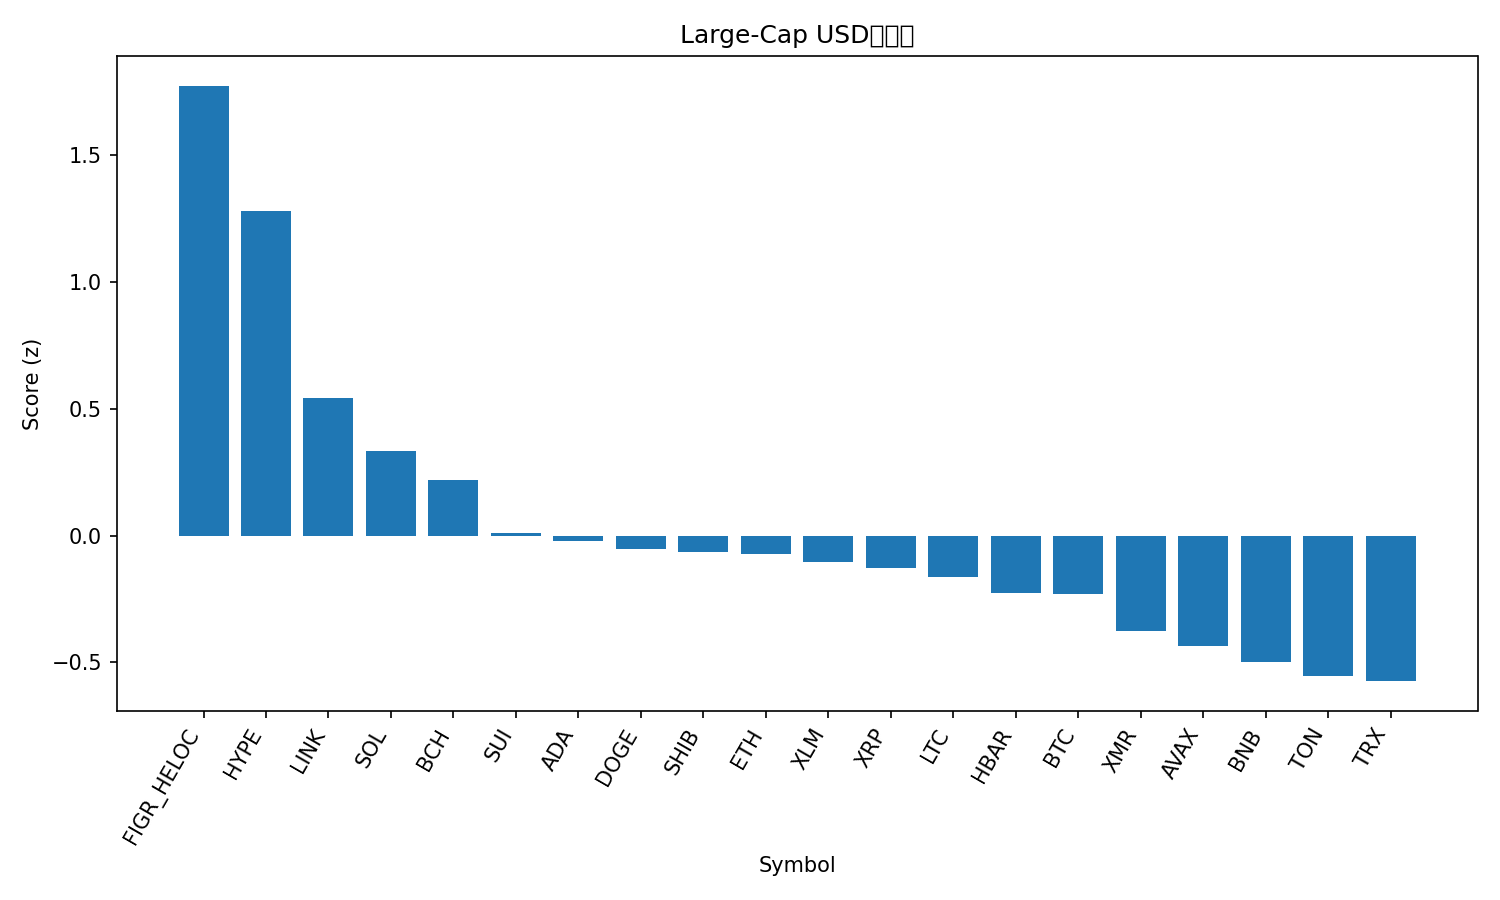 Large-Cap USD
Score (z)
1.5
1.0
0.5
0.0
−0.5
FIGR_HELOC
HYPE
LINK
SOL
BCH
SUI
ADA
DOGE
SHIB
ETH
XLM
XRP
LTC
HBAR
BTC
XMR
AVAX
BNB
TON
TRX
Symbol